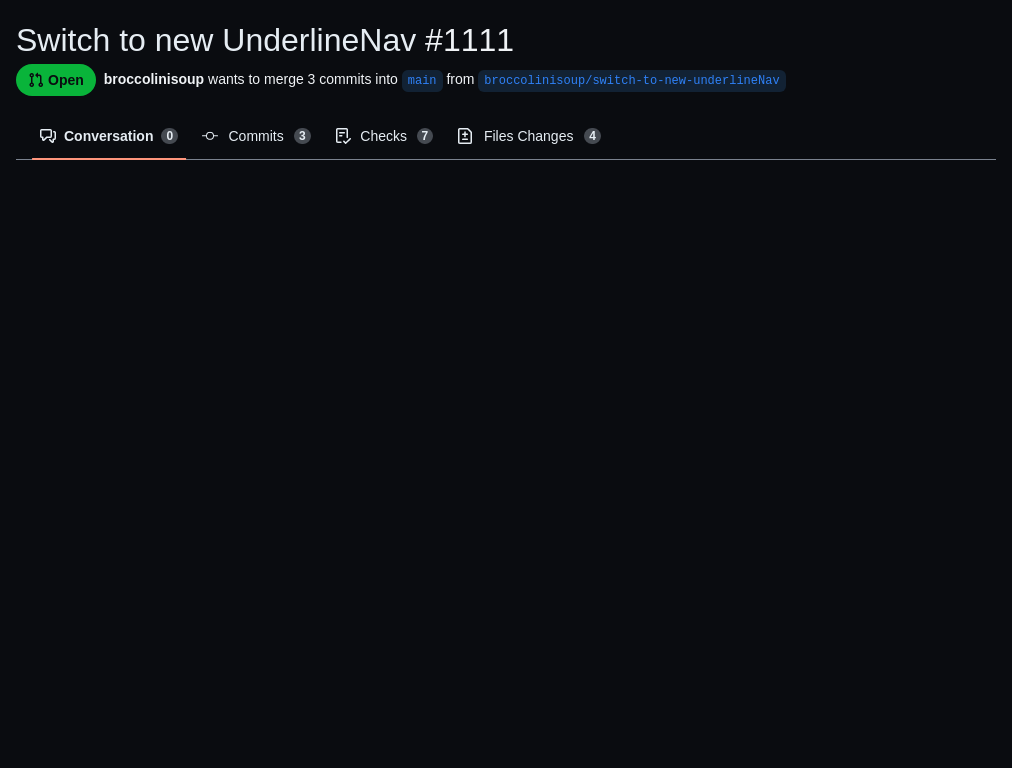 Switch to new UnderlineNav #1111
Open broccolinisoup wants to merge 3 commits into main from broccolinisoup/switch-to-new-underlineNav
Conversation 0 Commits 3 Checks 7 Files Changes 4